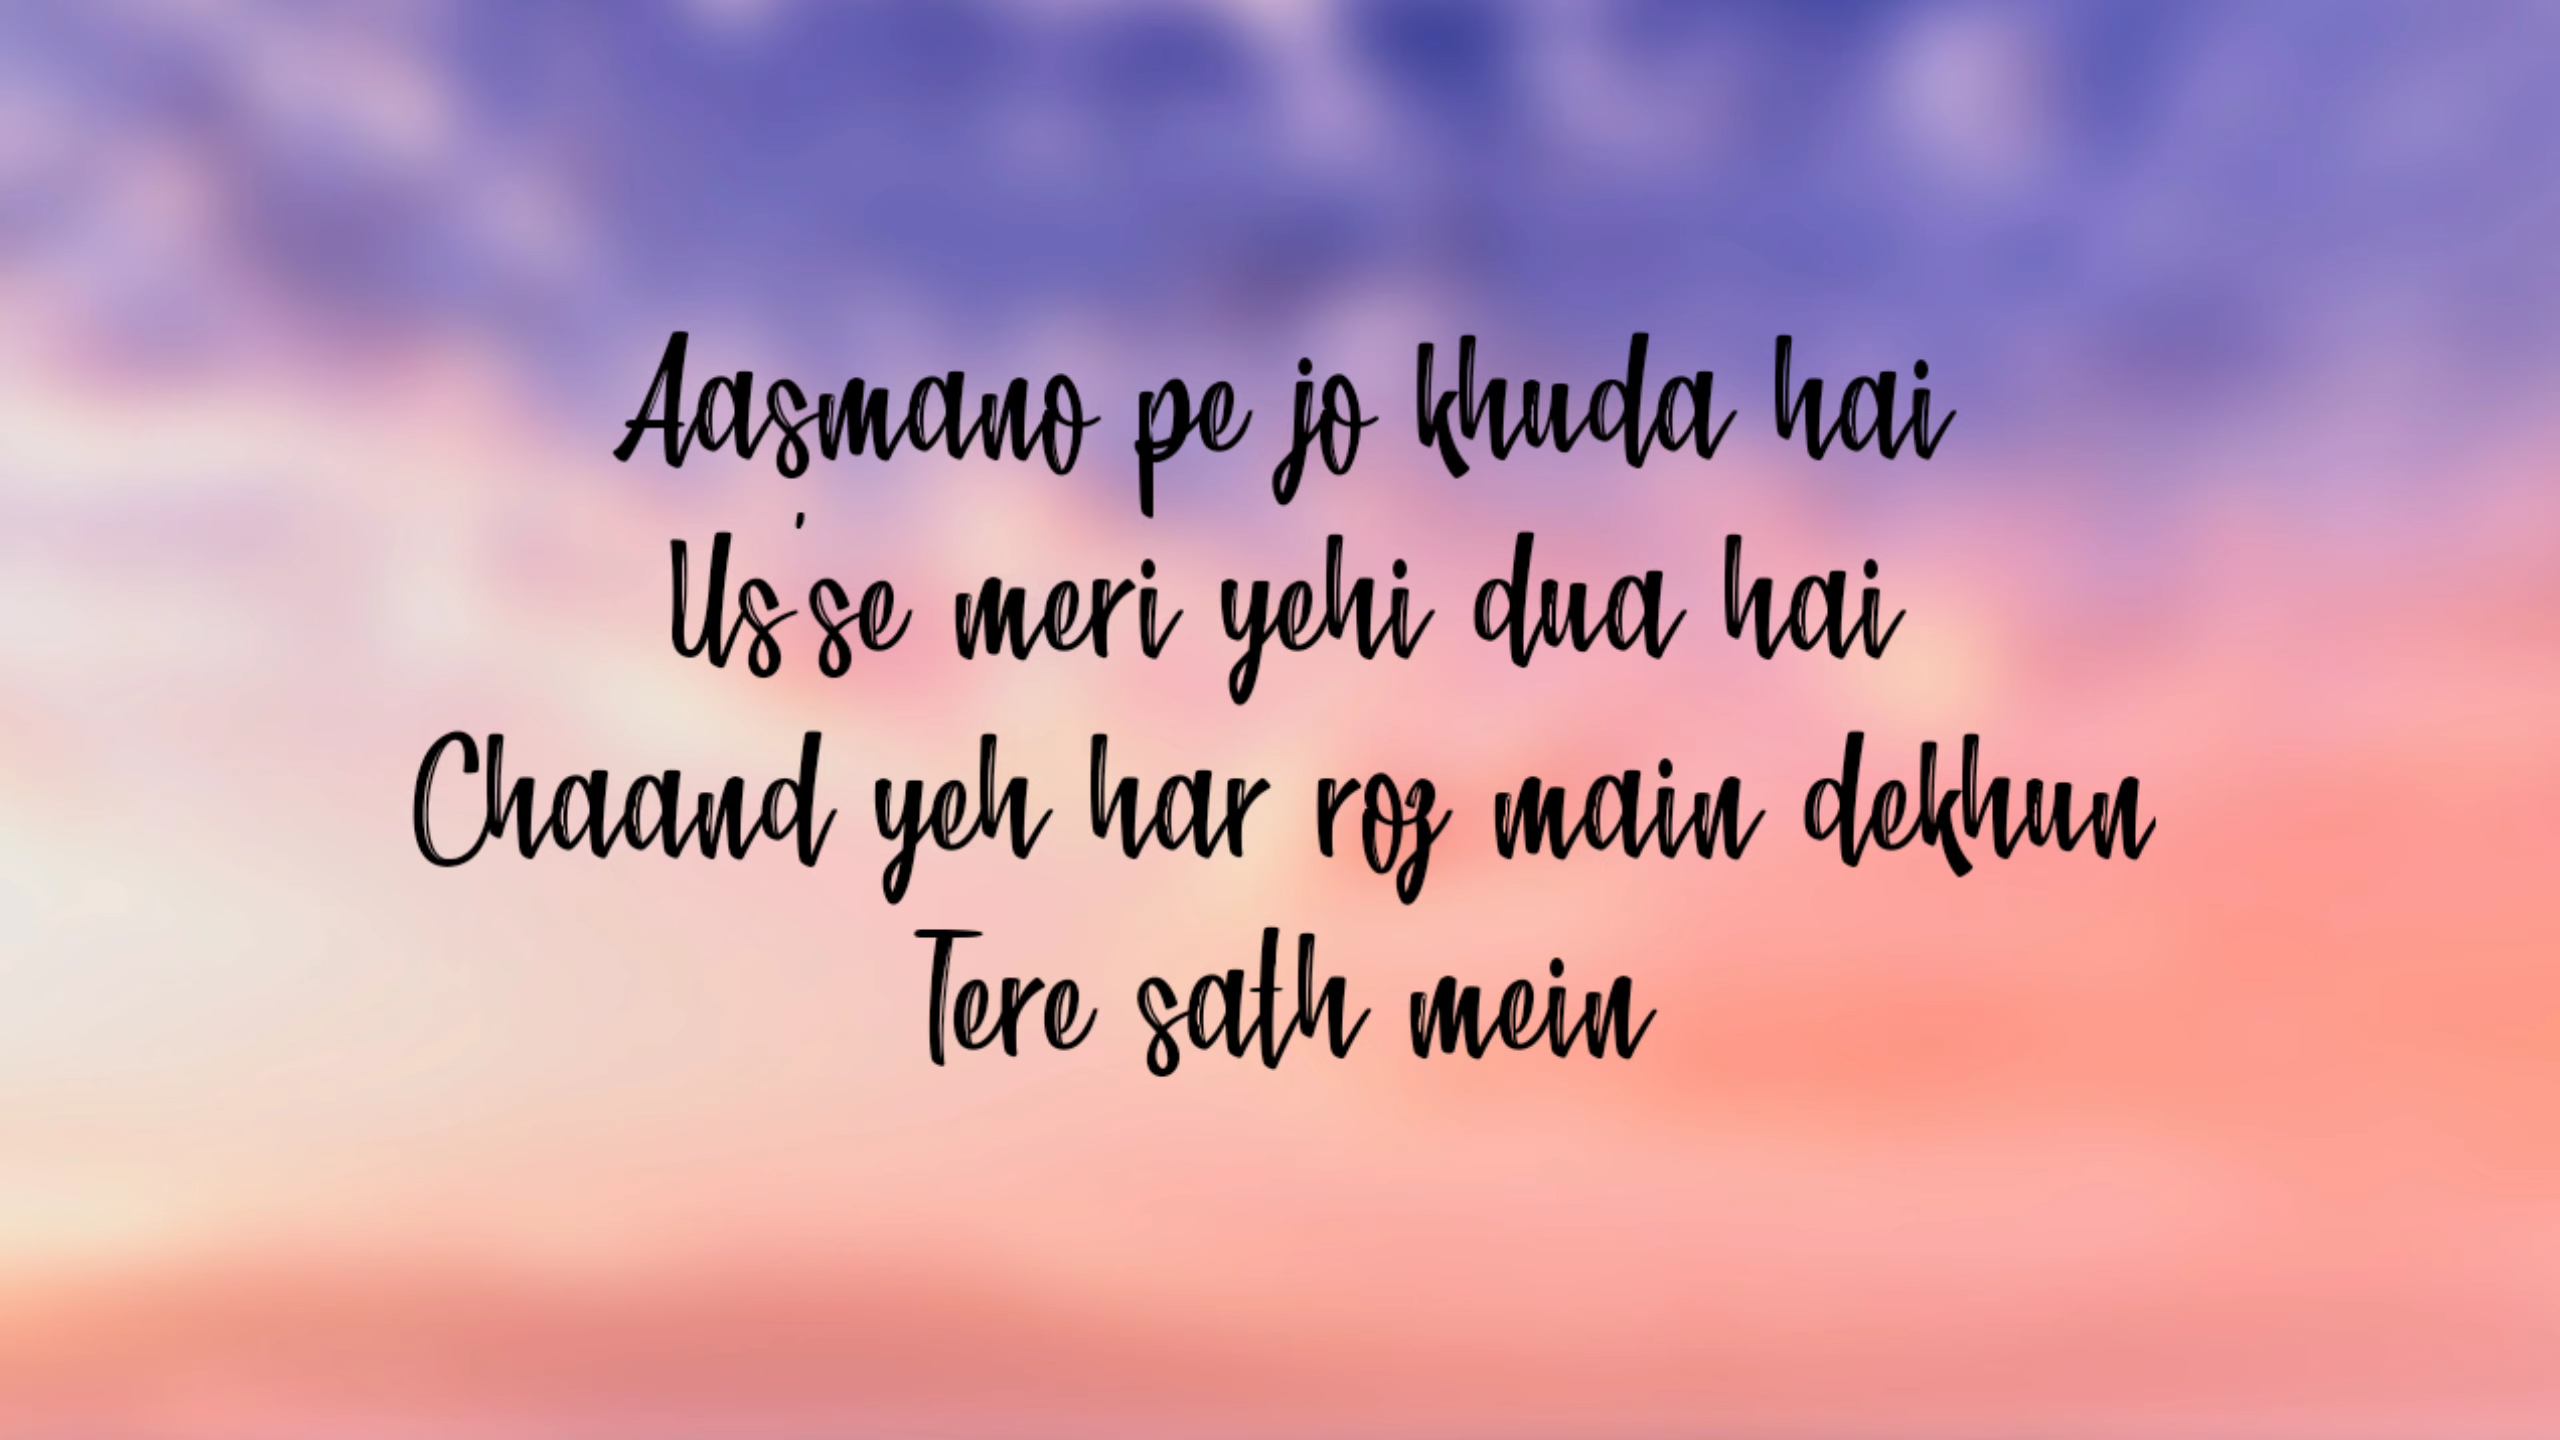 Aasmano pe jo khuda hai
Us'se meri yehi dua hai
Chaand yeh har roz main dekhun
Tere sath mein